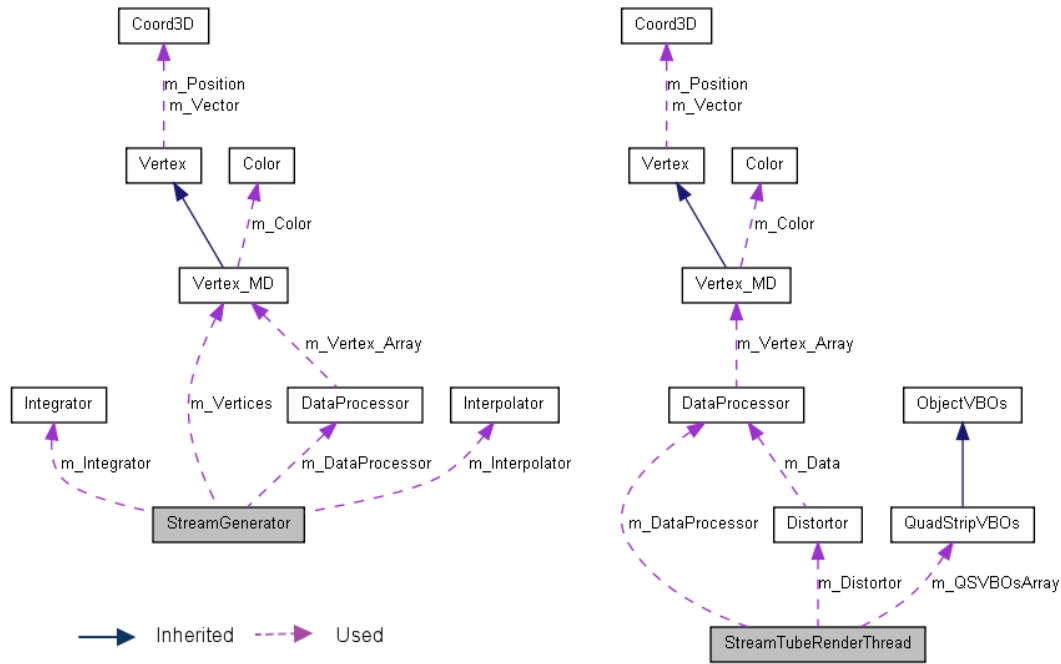 Coord3D
m_Position
m_Vector
Vertex
Color
m_Color
Vertex_MD
m_Vertex_Array
Integrator
m_Vertices
DataProcessor
Interpolator
m_Integrator
m_DataProcessor
m_Interpolator
StreamGenerator
Coord3D
m_Position
m_Vector
Vertex
Color
m_Color
Vertex_MD
m_Vertex_Array
DataProcessor
ObjectVBOs
m_Data
m_DataProcessor
Distortor
QuadStripVBOs
m_Distortor
m_QSVBOsArray
StreamTubeRenderThread
Inherited
Used